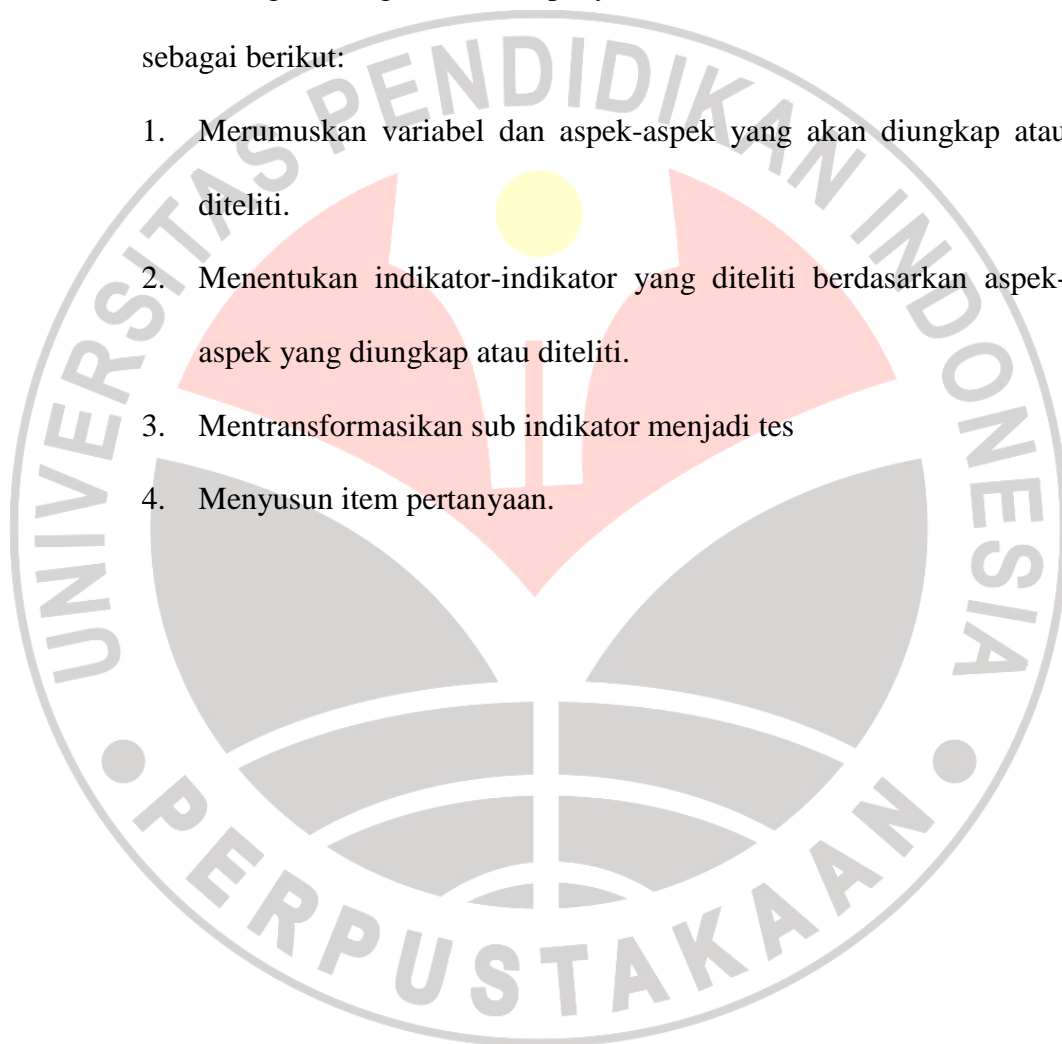 sebagai berikut:
1. Merumuskan variabel dan aspek-aspek yang akan diungkap atau
diteliti.
2. Menentukan indikator-indikator yang diteliti berdasarkan aspek-
aspek yang diungkap atau diteliti.
3. Mentransformasikan sub indikator menjadi tes
4. Menyusun item pertanyaan.
UNIVERSITAS PENDIDIKAN INDONESIA
PERPUSTAKAAN